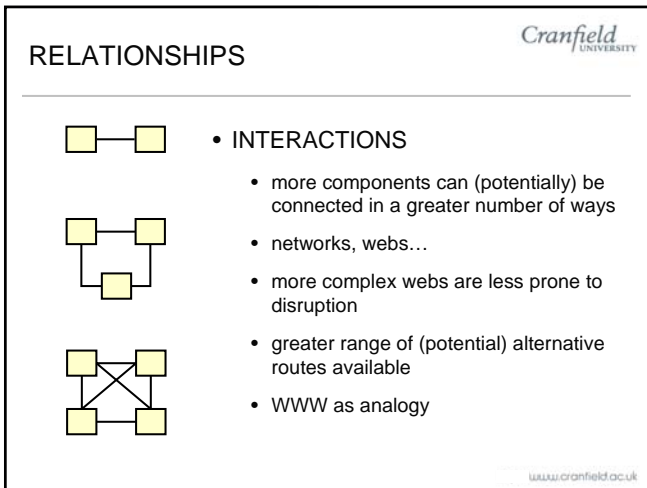 RELATIONSHIPS
Cranfield
UNIVERSITY
• INTERACTIONS
• more components can (potentially) be
connected in a greater number of ways
• networks, webs…
• more complex webs are less prone to
disruption
• greater range of (potential) alternative
routes available
• WWW as analogy
www.cranfield.ac.uk